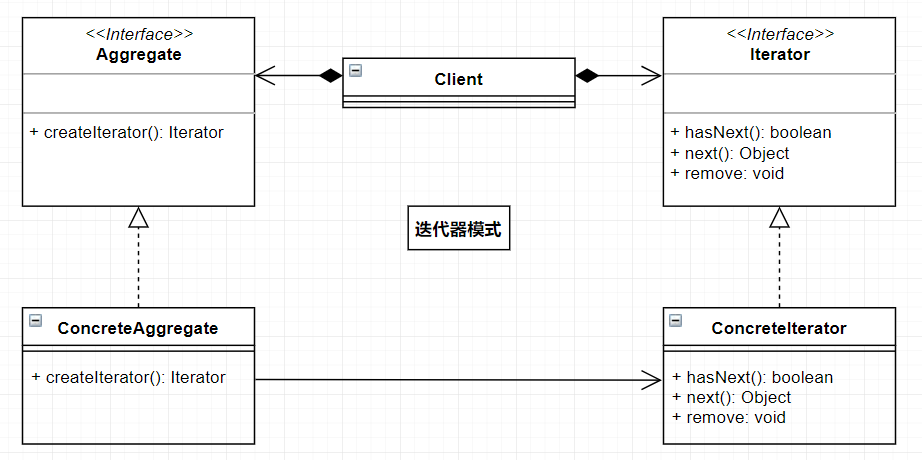 <<Interface>>
Aggregate
+ createIterator(): Iterator
Client
<<Interface>>
Iterator
+ hasNext(): boolean
+ next(): Object
+ remove: void
迭代器模式
ConcreteAggregate
+ createIterator(): Iterator
ConcreteIterator
+ hasNext(): boolean
+ next(): Object
+ remove: void